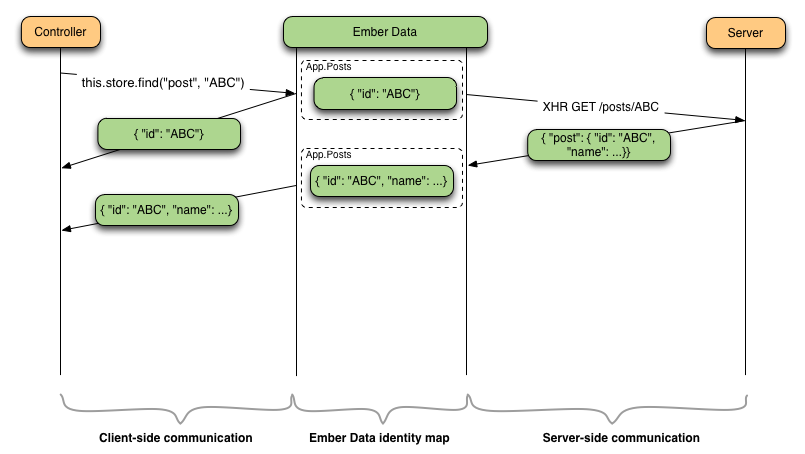 Controller
Ember Data
Server
App.Posts
this.store.find("post", "ABC")
{ "id": "ABC"}
XHR GET /posts/ABC
{ "id": "ABC"}
{ "post": { "id": "ABC",
"name": ...}}
App.Posts
{ "id": "ABC", "name": ...}
{ "id": "ABC", "name": ...}
Client-side communication
Ember Data identity map
Server-side communication